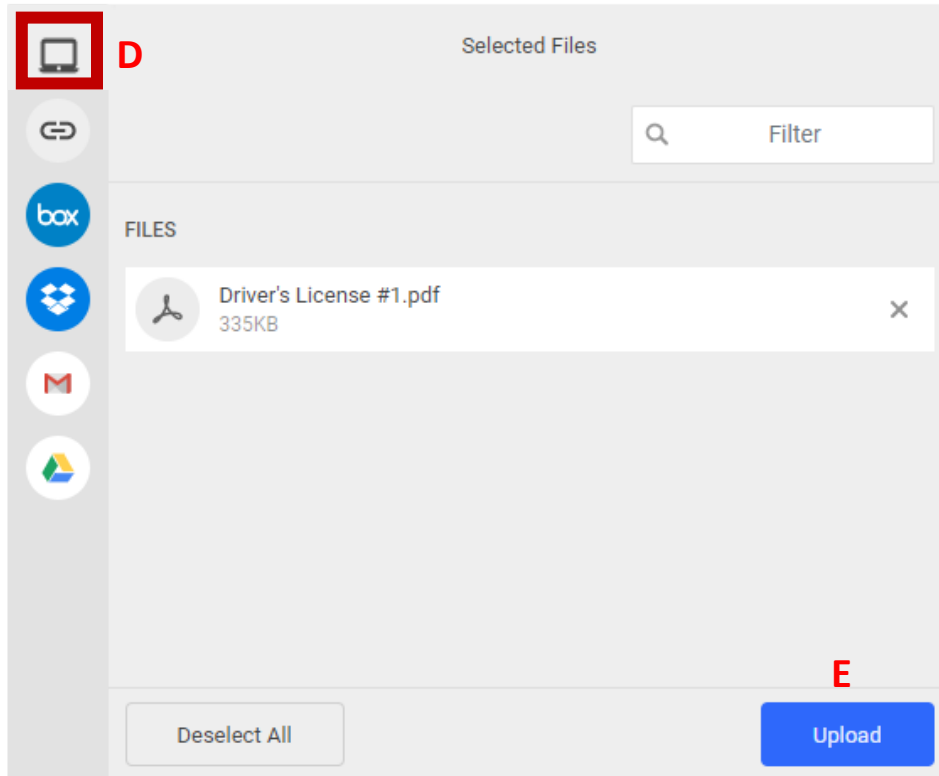 D
Selected Files
Filter
box
FILES
Driver's License #1.pdf
335KB
E
Deselect All
Upload